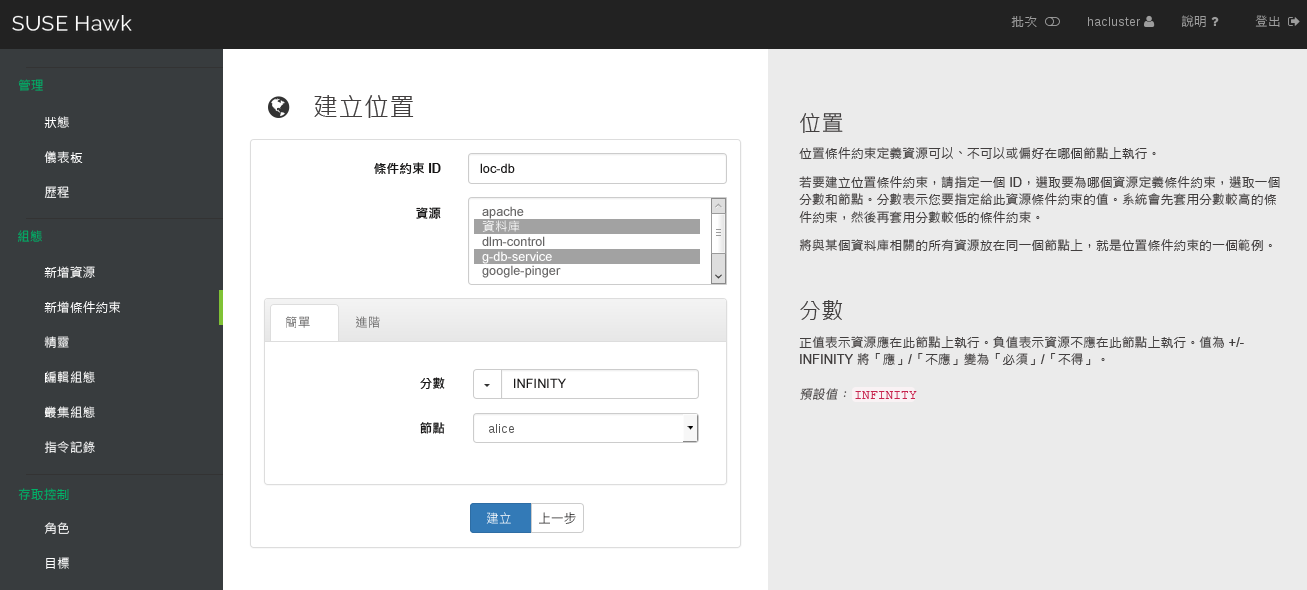 SUSE Hawk
批次
hacluster
說明 ?
登出
管理
狀態
儀表板
歷程
組態
新增資源
新增條件約束
精靈
編輯組態
叢集組態
指令記錄
存取控制
角色
目標
建立位置
條件約束 ID
loc-db
資源
apache
資料庫
dlm-control
g-db-service
google-pinger
簡單
進階
分數
INFINITY
節點
alice
建立
上一步
位置
位置條件約束定義資源可以、不可以或偏好在哪個節點上執行。
若要建立位置條件約束，請指定一個 ID，選取要為哪個資源定義條件約束，選取一個
分數和節點。分數表示您要指定給此資源條件約束的值。系統會先套用分數較高的條
件約束，然後再套用分數較低的條件約束。
將與某個資料庫相關的所有資源放在同一個節點上，就是位置條件約束的一個範例。
分數
正值表示資源應在此節點上執行。負值表示資源不應在此節點上執行。值為 +/-
INFINITY 將「應」/「不應」變為「必須」/「不得」。
預設值： INFINITY